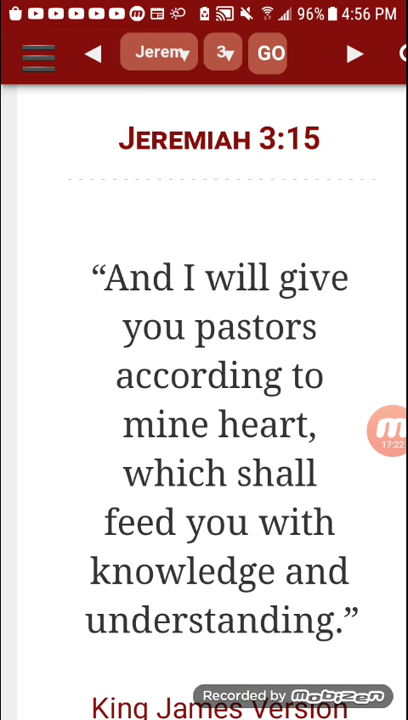 96% 4:56 PM
Jerem 3 GO
JEREMIAH 3:15
“And I will give
you pastors
according to
mine heart,
which shall
feed you with
knowledge and
understanding.”
17:22
King James Version
Recorded by mobizen